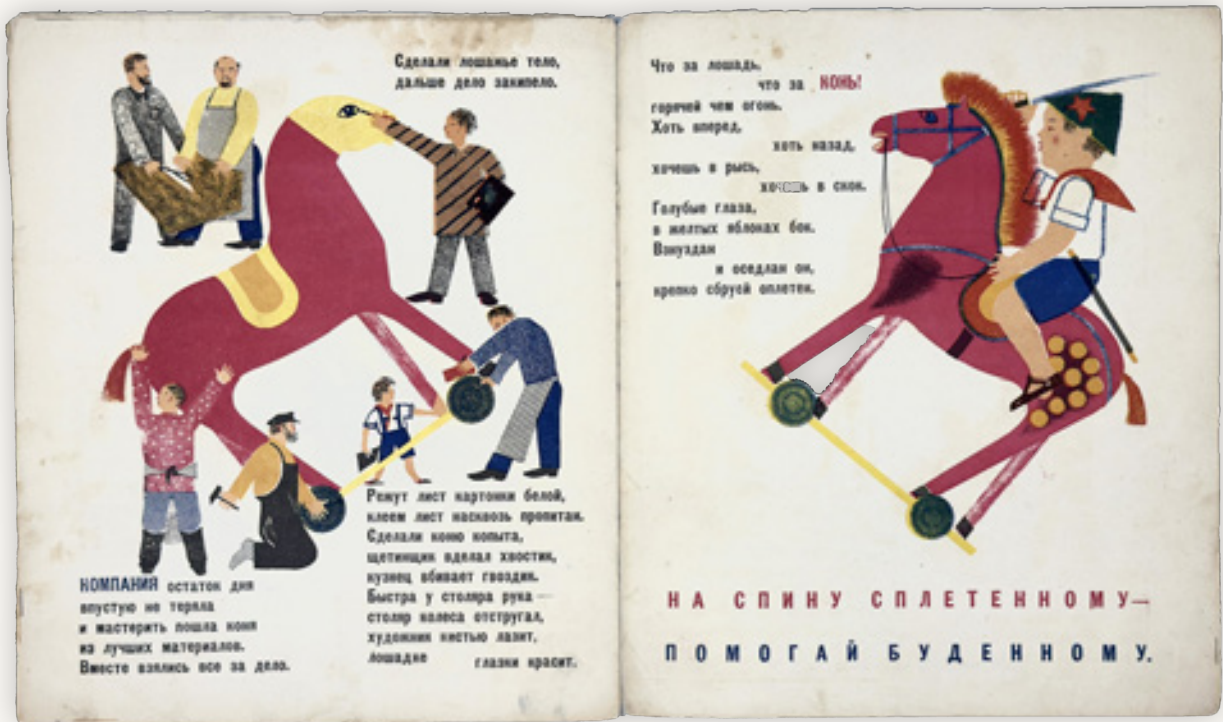 Сделали лошажье тело,
дальше дело закипело.
КОМПАНИЯ остаток дня
впустую не теряла
и мастерить пошла коня
из лучших материалов.
Вместе взялись все за дело.
Режут лист картонки белой,
клеем лист насквозь пропитан.
Сделали коню копыта,
щетинщик вделал хвостик,
кузнец вбивает гвоздик.
Быстра у столяра рука —
столяр колеса отстругал,
художник кистью лазит,
лошадке глазки красит.
Что за лошадь,
что за КОНЬ!
горячей чем огонь.
Хоть вперед,
хоть назад,
хочешь в рысь,
в скок.
Голубые глаза,
в желтых яблоках бок.
Взнуздан
и оседлан он,
крепко сбруей оплетен.
НА СПИНУ СПЛЕТЕННОМУ—
ПОМОГАЙ БУДЕННОМУ.